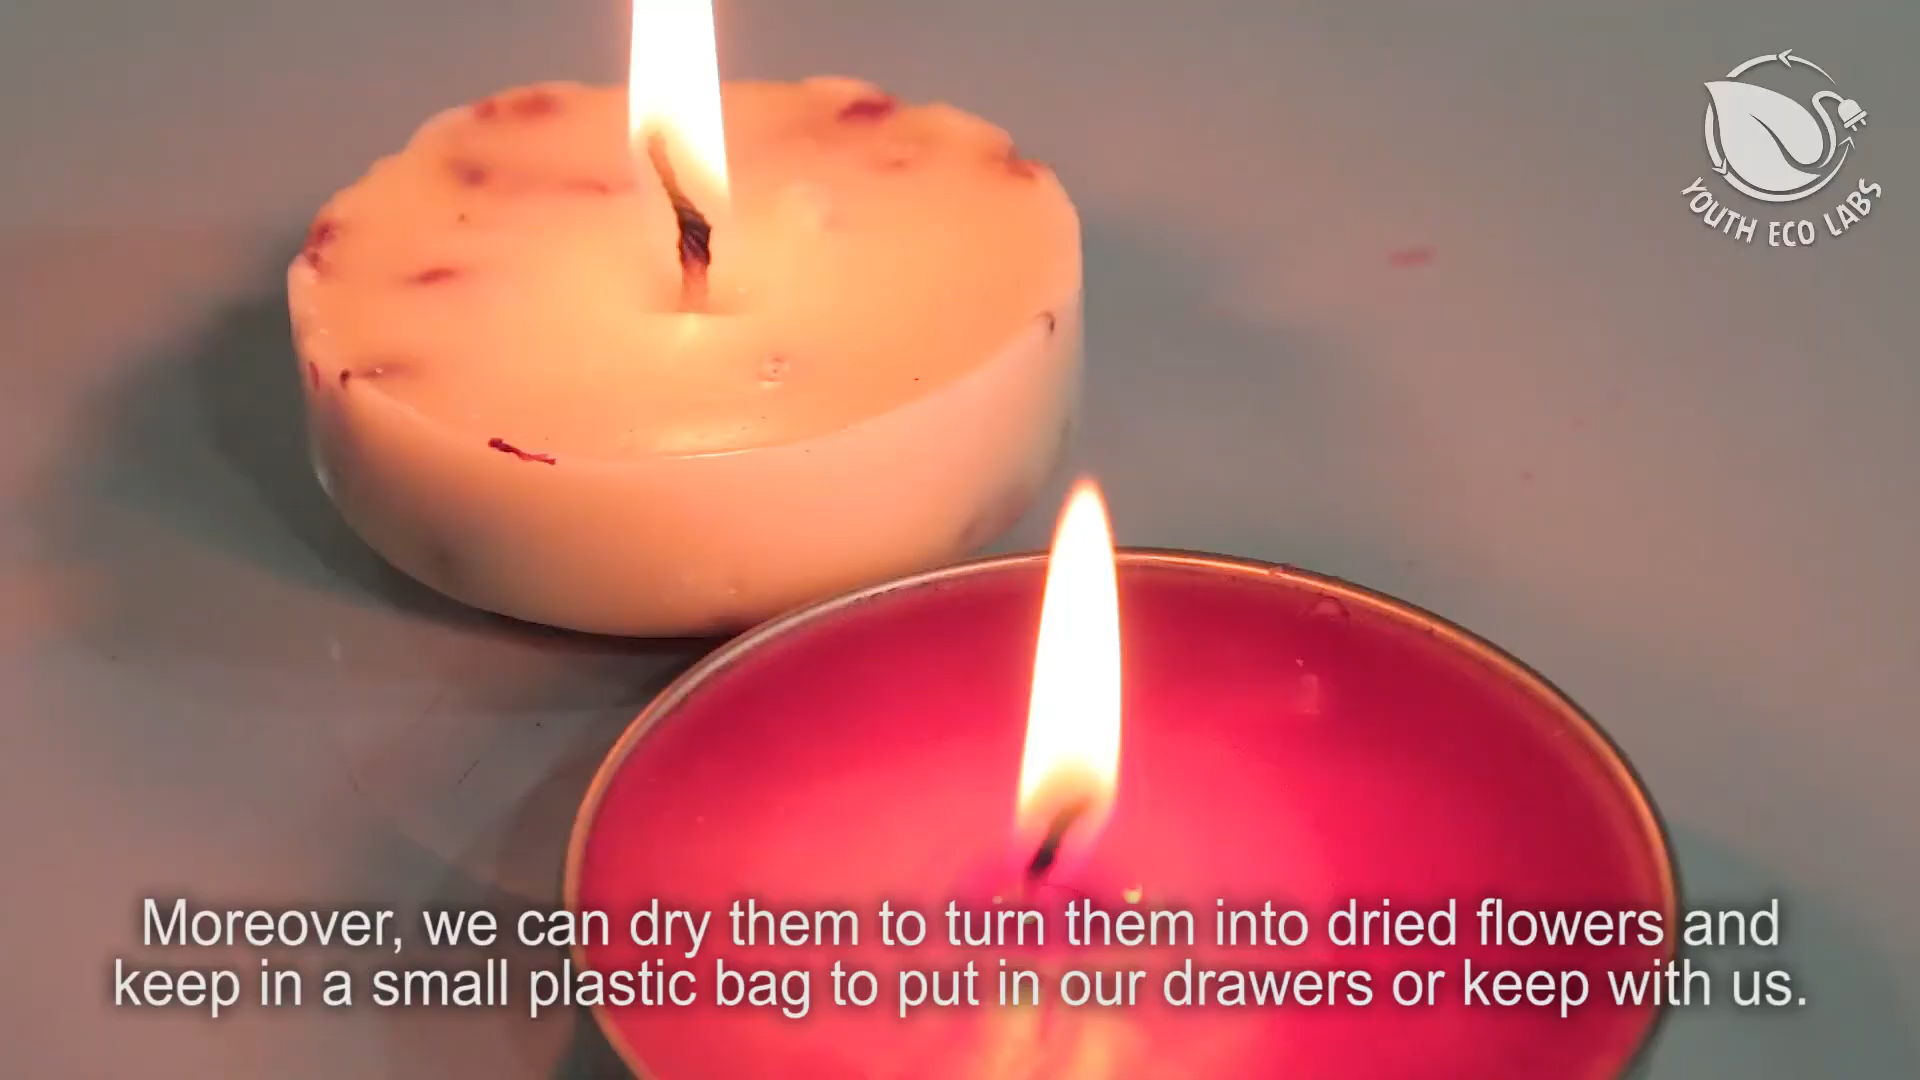 YOUTH ECO LABS
Moreover, we can dry them to turn them into dried flowers and
keep in a small plastic bag to put in our drawers or keep with us.